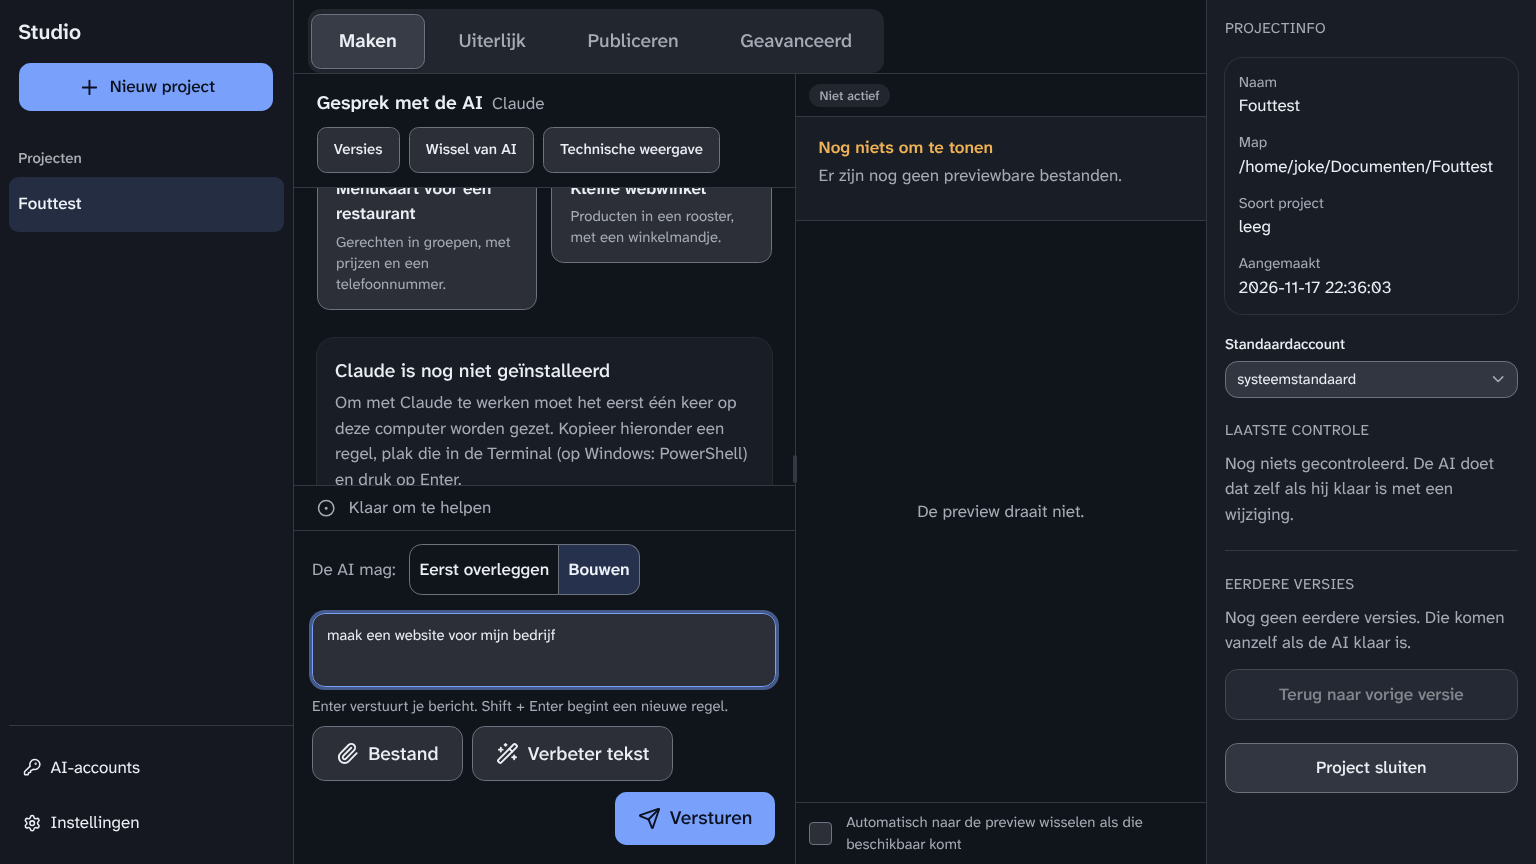 Studio
Nieuw project
Projecten
Fouttest
AI-accounts
Instellingen
Maken
Uiterlijk
Publiceren
Geavanceerd
Gesprek met de AI Claude
Versies
Wissel van AI
Technische weergave
Menukaart voor een
restaurant
Gerechten in groepen, met
prijzen en een
telefoonnummer.
Kleine webwinkel
Producten in een rooster,
met een winkelmandje.
Claude is nog niet geïnstalleerd
Om met Claude te werken moet het eerst één keer op
deze computer worden gezet. Kopieer hieronder een
regel, plak die in de Terminal (op Windows: PowerShell)
en druk op Enter.
Klaar om te helpen
De AI mag:
Eerst overleggen
Bouwen
maak een website voor mijn bedrijf
Enter verstuurt je bericht. Shift + Enter begint een nieuwe regel.
Bestand
Verbeter tekst
Versturen
Niet actief
Nog niets om te tonen
Er zijn nog geen previewbare bestanden.
De preview draait niet.
Automatisch naar de preview wisselen als die
beschikbaar komt
PROJECTINFO
Naam
Fouttest
Map
/home/joke/Documenten/Fouttest
Soort project
leeg
Aangemaakt
2026-11-17 22:36:03
Standaardaccount
systeemstandaard
LAATSTE CONTROLE
Nog niets gecontroleerd. De AI doet
dat zelf als hij klaar is met een
wijziging.
EERDERE VERSIES
Nog geen eerdere versies. Die komen
vanzelf als de AI klaar is.
Terug naar vorige versie
Project sluiten